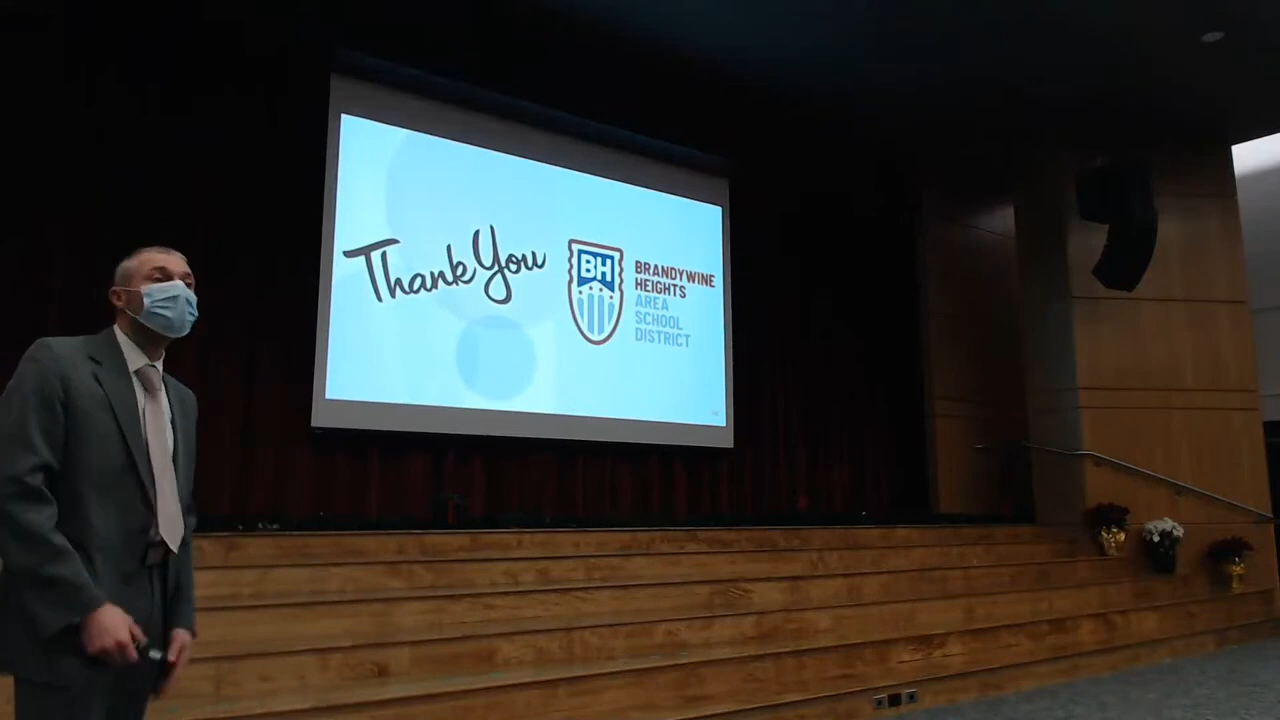 Thank You
BH
BRANDYWINE
HEIGHTS
AREA
SCHOOL
DISTRICT